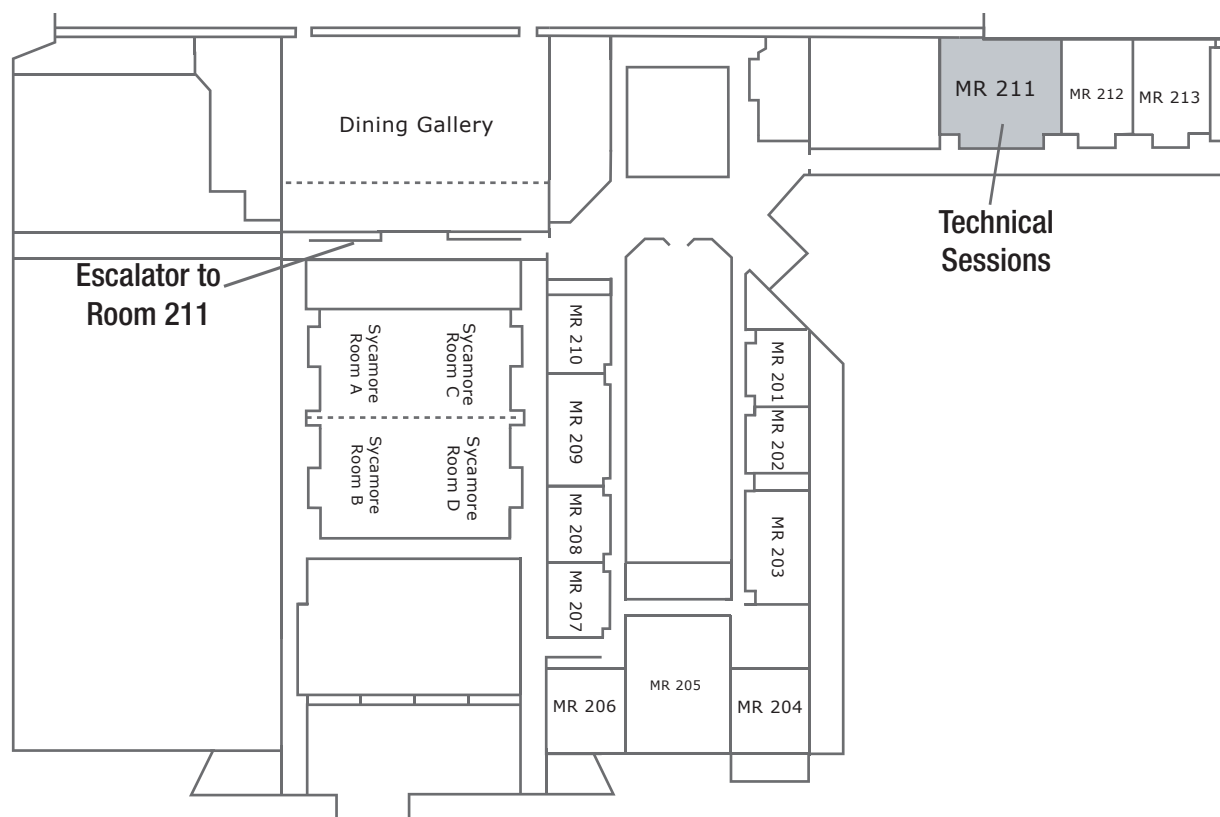 MR 211
MR 212
MR 213
Dining Gallery
Technical
Sessions
Escalator to
Room 211
Sycamore
Room A
Sycamore
Room C
MR 210
MR 201
MR 209
MR 202
Sycamore
Room B
Sycamore
Room D
MR 208
MR 203
MR 207
MR 206
MR 205
MR 204